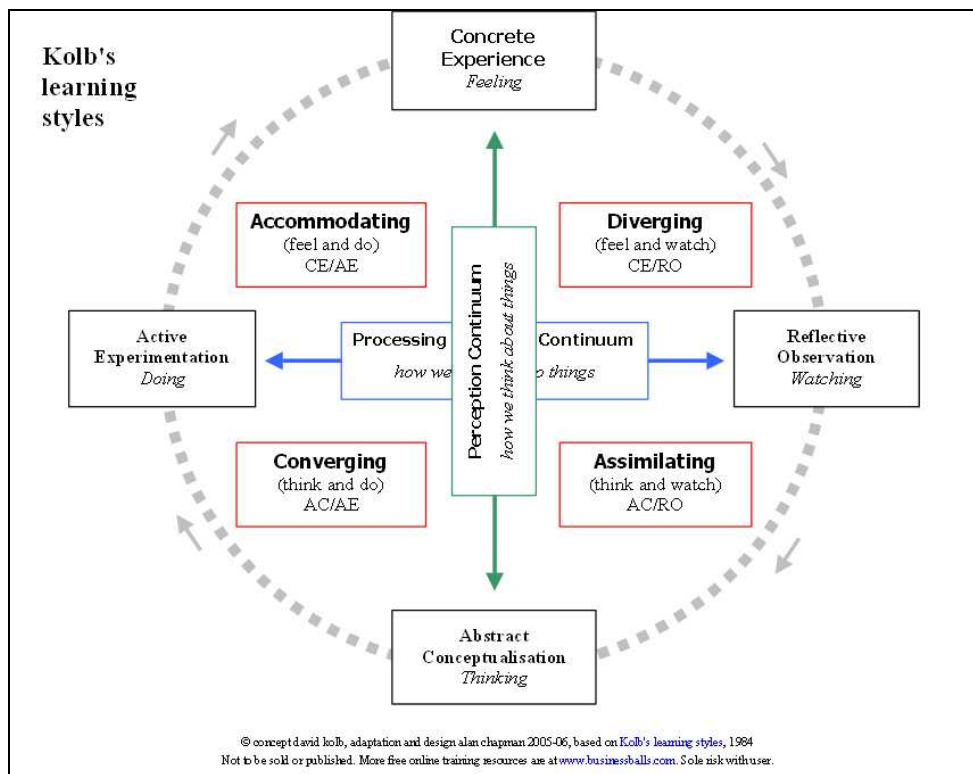 Kolb's
learning
styles
Concrete
Experience
Feeling
Accommodating
(feel and do)
CE/AE
Diverging
(feel and watch)
CE/RO
Active
Experimentation
Doing
Processing Continuum
how we o things
Perception Continuum
how we think about things
Reflective
Observation
Watching
Converging
(think and do)
AC/AE
Assimilating
(think and watch)
AC/RO
Abstract
Conceptualisation
Thinking
© concept david kolb, adaptation and design alan chapman 2005-06, based on Kolb's learning styles, 1984
Not to be sold or published. More free online training resources are at www.businessballs.com. Sole risk with user.